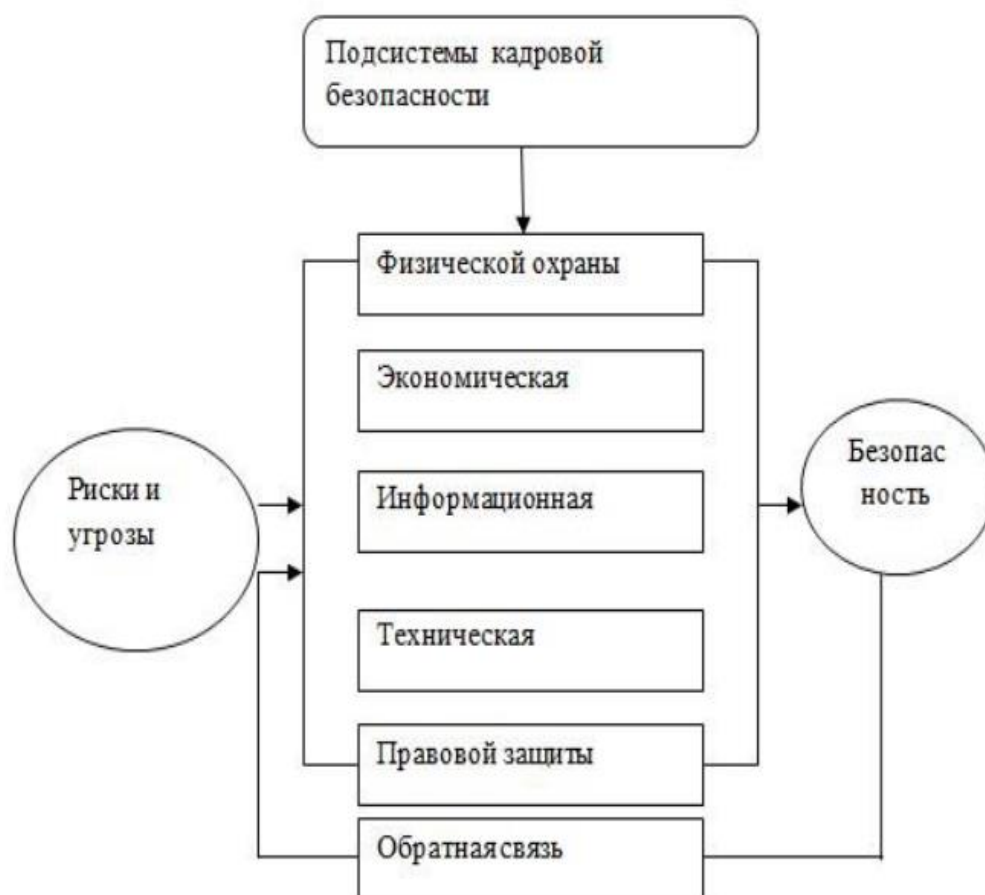 Подсистемы кадровой
безопасности
Физической охраны
Экономическая
Риски и
угрозы
Информационная
Безопас
ность
Техническая
Правовой защиты
Обратная связь